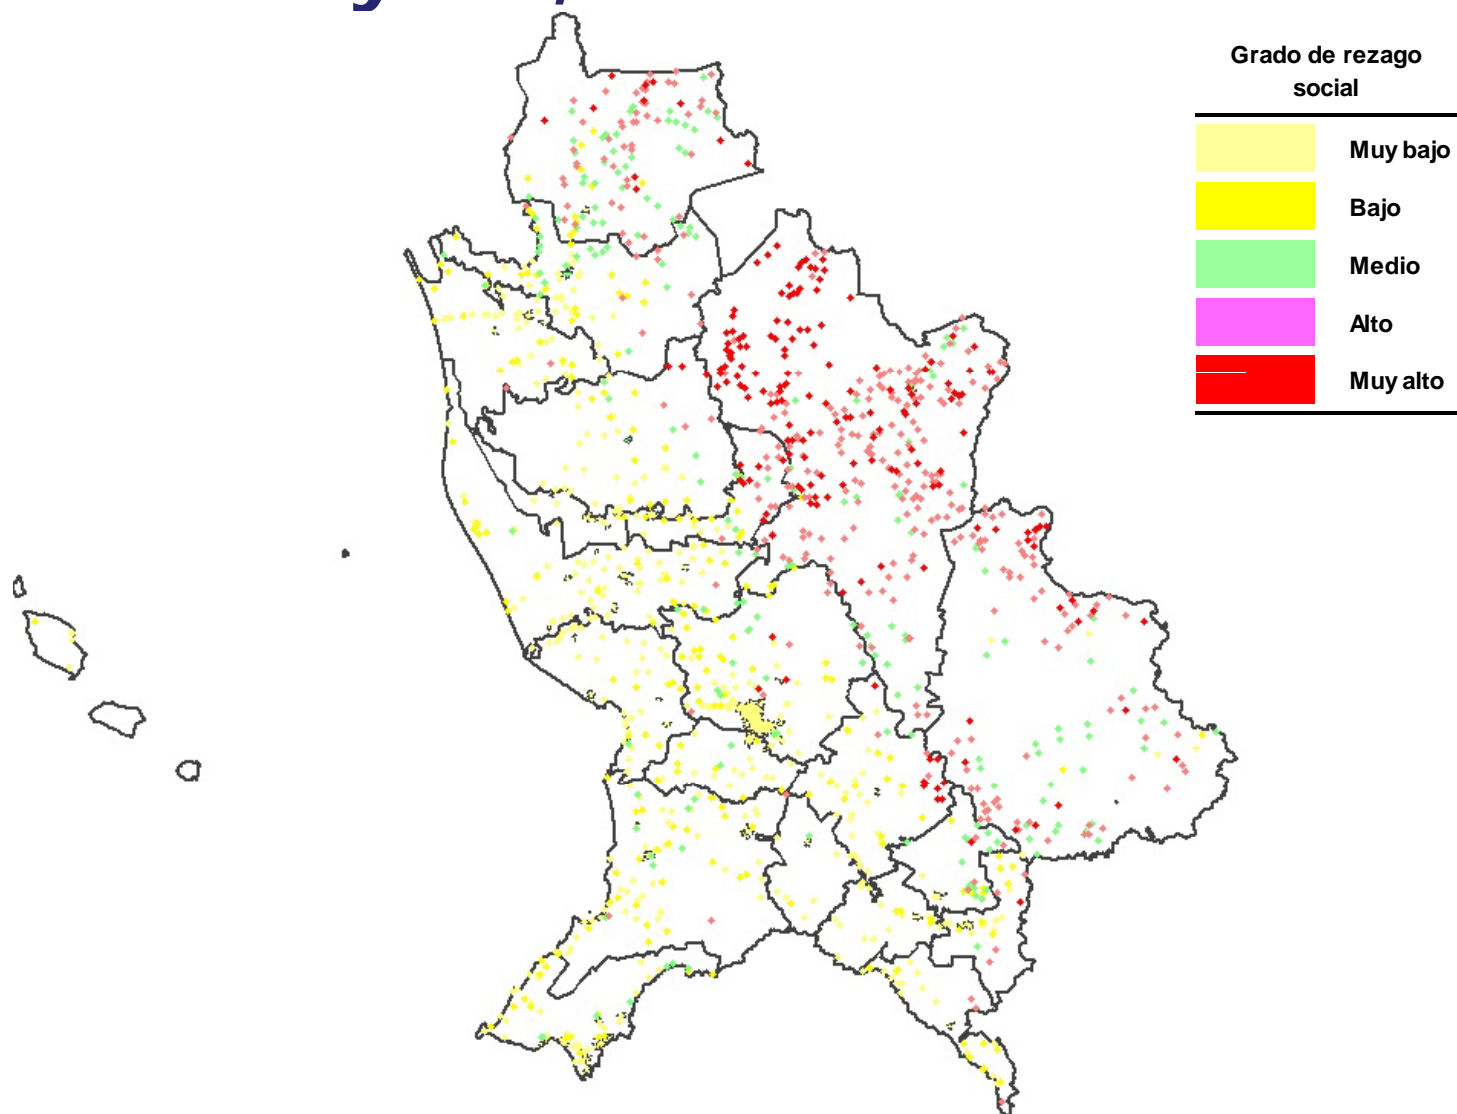 Grado de rezago
social
Muy bajo
Bajo
Medio
Alto
Muy alto